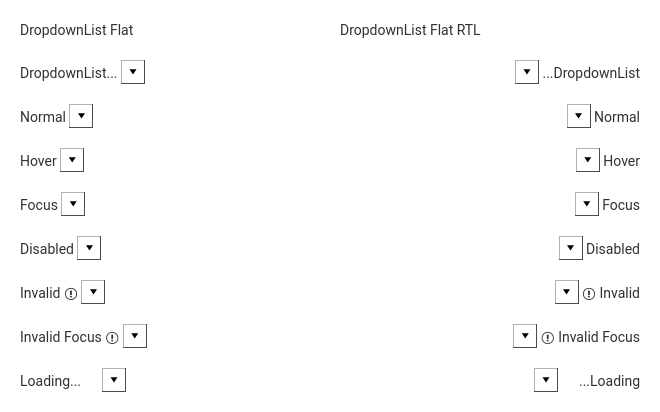 DropdownList Flat
DropdownList...
Normal
Hover
Focus
Disabled
Invalid
Invalid Focus
Loading...
DropdownList Flat RTL
...DropdownList
Normal
Hover
Focus
Disabled
Invalid
Invalid Focus
...Loading